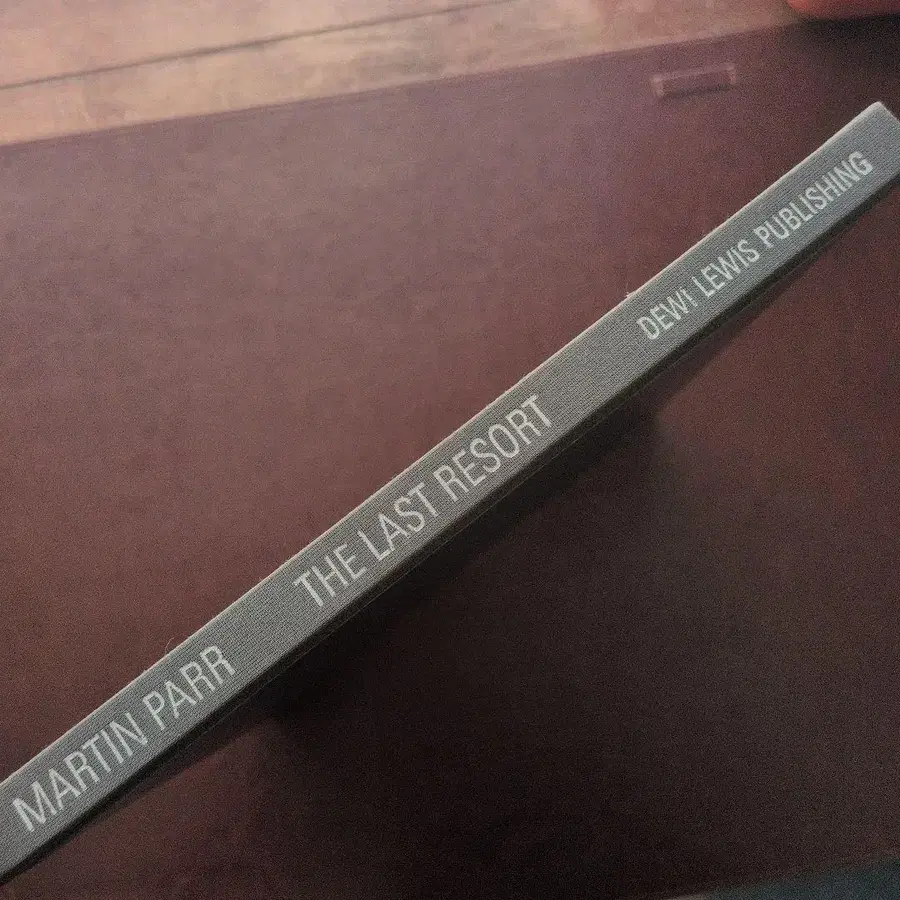 MARTIN PARR THE LAST RESORT DEWI LEWIS PUBLISHING